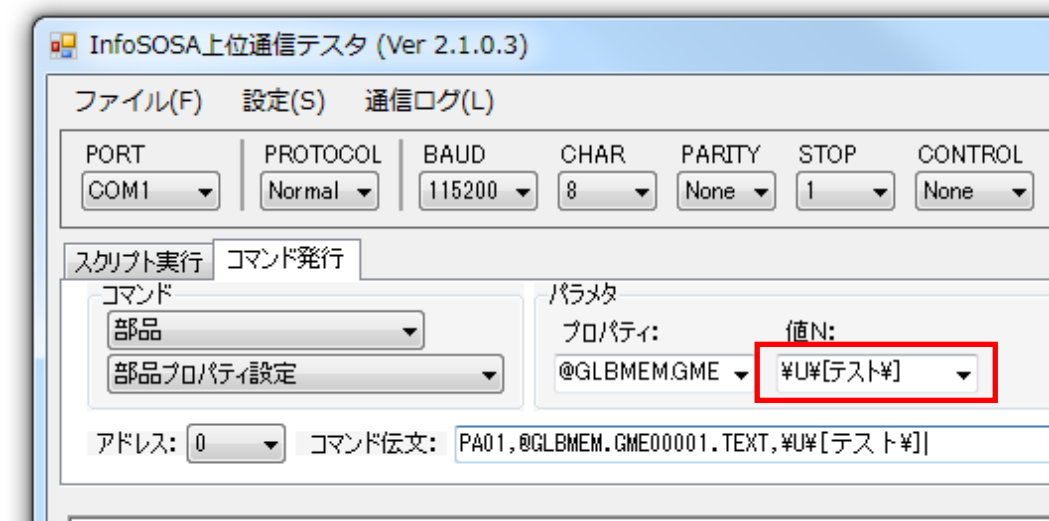 InfoSOSA上位通信テスタ (Ver 2.1.0.3)
ファイル(F) 設定(S) 通信ログ(L)
PORT PROTOCOL BAUD CHAR PARITY STOP CONTROL
COM1 Normal 115200 8 None 1 None
スクリプト実行 コマンド発行
コマンド パラメタ
部品 プロパティ: 値N:
部品プロパティ設定 @GLBMEM.GME ¥U¥[テスト¥]
アドレス: 0 コマンド伝文: PA01,@GLBMEM.GME00001.TEXT,¥U¥[テスト¥]